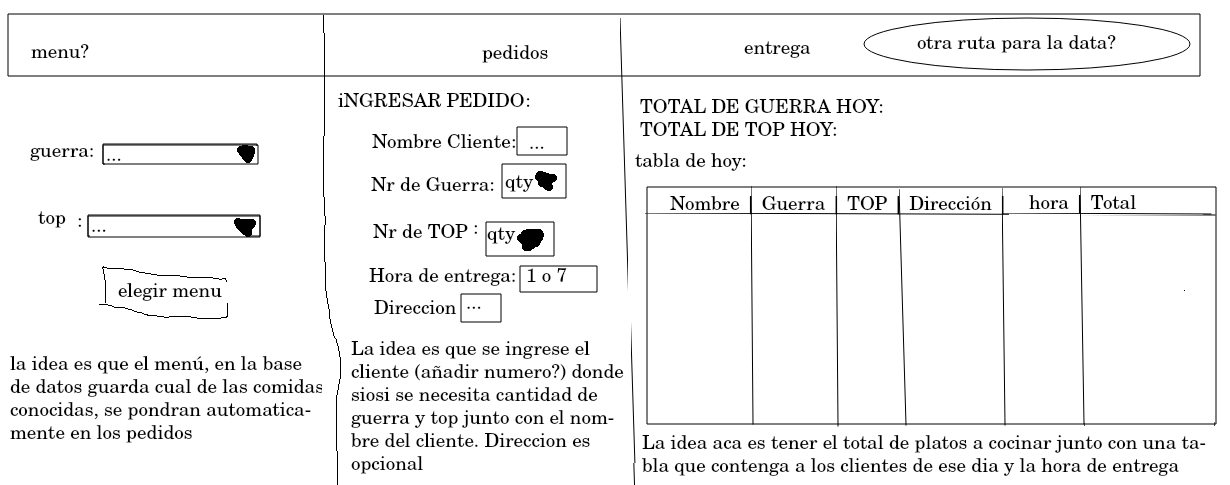 menu?
pedidos
entrega
otra ruta para la data?
guerra: ...
top : ...
elegir menu
la idea es que el menú, en la base
de datos guarda cual de las comidas
conocidas, se pondran automatica-
mente en los pedidos
iNGRESAR PEDIDO:
Nombre Cliente: ...
Nr de Guerra: qty
Nr de TOP : qty
Hora de entrega: 1 o 7
Direccion ...
La idea es que se ingrese el
cliente (añadir numero?) donde
siosi se necesita cantidad de
guerra y top junto con el nom-
bre del cliente. Direccion es
opcional
TOTAL DE GUERRA HOY:
TOTAL DE TOP HOY:
tabla de hoy:
Nombre Guerra TOP Dirección hora Total
La idea aca es tener el total de platos a cocinar junto con una ta-
bla que contenga a los clientes de ese dia y la hora de entrega